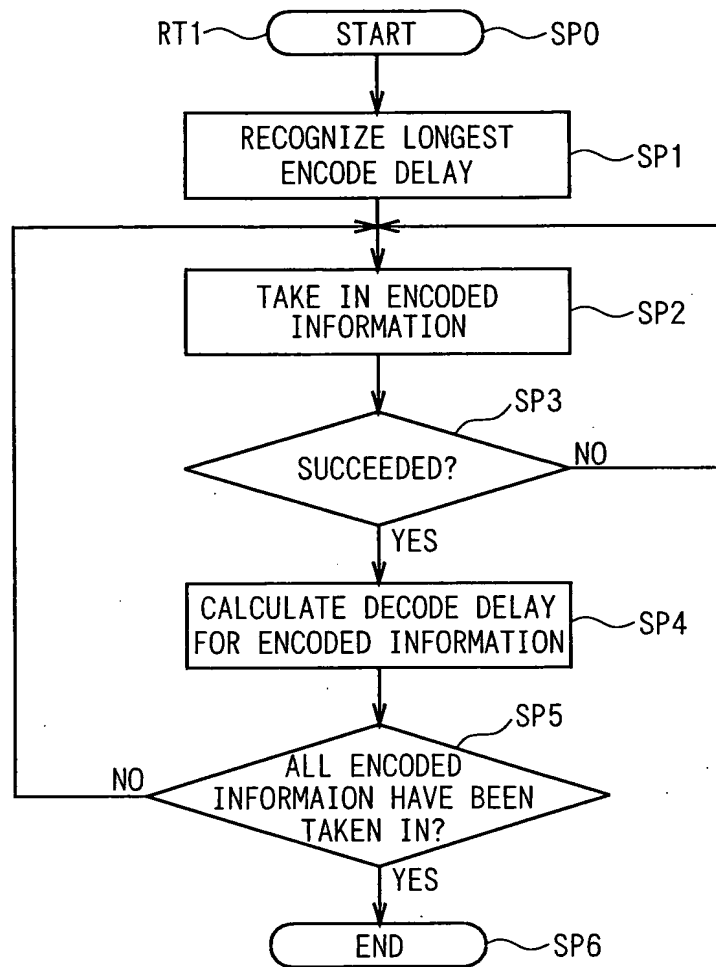 RT1 START SP0
RECOGNIZE LONGEST
ENCODE DELAY
SP1
TAKE IN ENCODED
INFORMATION
SP2
SP3
SUCCEEDED?
NO
YES
CALCULATE DECODE DELAY
FOR ENCODED INFORMATION
SP4
SP5
ALL ENCODED
INFORMAION HAVE BEEN
TAKEN IN?
NO
YES
END SP6